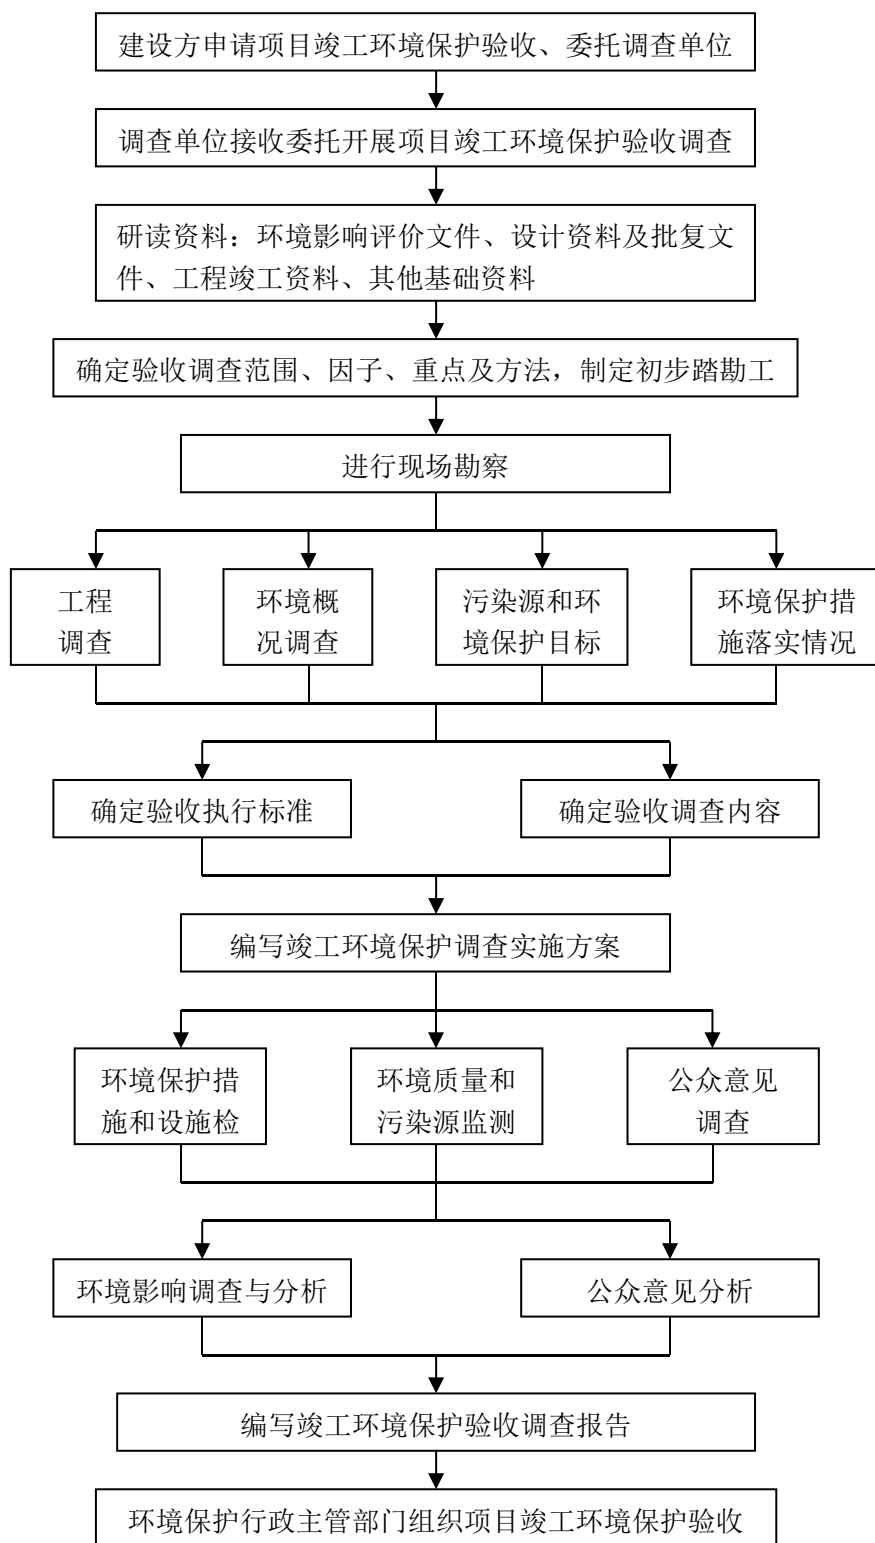 建设方申请项目竣工环境保护验收、委托调查单位
调查单位接收委托开展项目竣工环境保护验收调查
研读资料：环境影响评价文件、设计资料及批复文
件、工程竣工资料、其他基础资料
确定验收调查范围、因子、重点及方法，制定初步踏勘工
进行现场勘察
工程
调查
环境概
况调查
污染源和环
境保护目标
环境保护措
施落实情况
确定验收执行标准
确定验收调查内容
编写竣工环境保护调查实施方案
环境保护措
施和设施检
环境质量和
污染源监测
公众意见
调查
环境影响调查与分析
公众意见分析
编写竣工环境保护验收调查报告
环境保护行政主管部门组织项目竣工环境保护验收